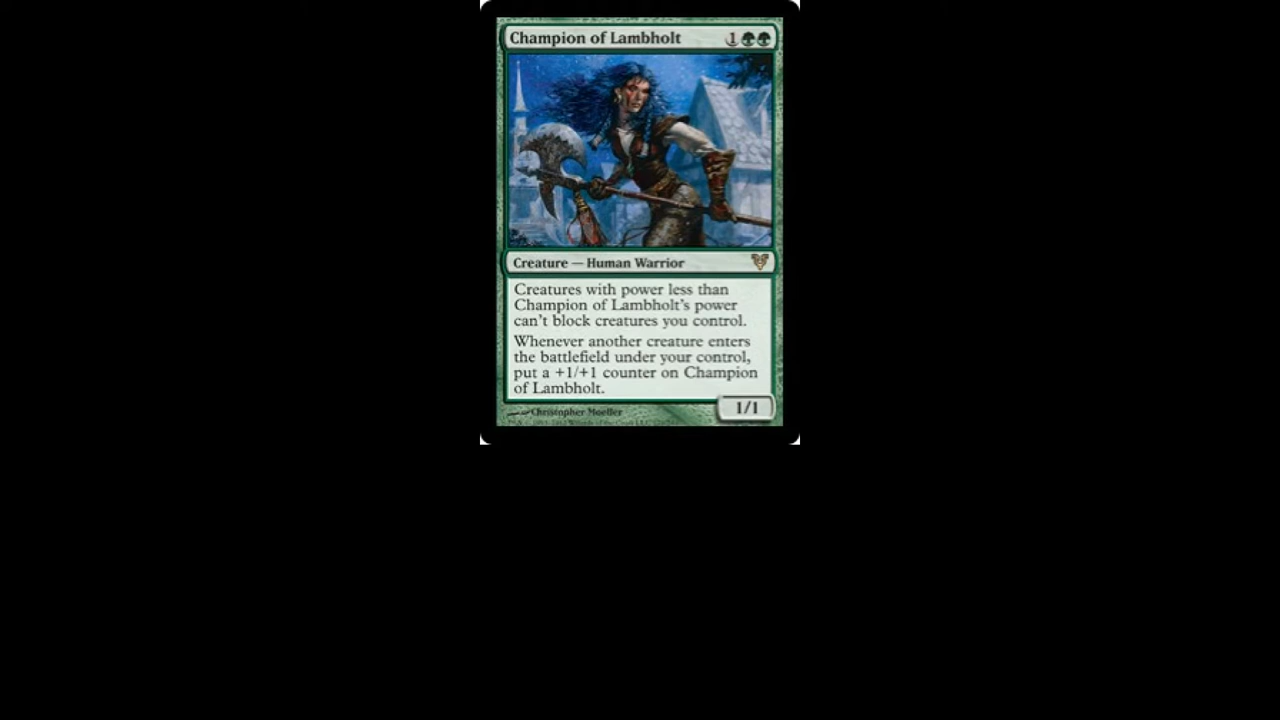 Champion of Lambholt 1
Creature — Human Warrior
Creatures with power less than
Champion of Lambholt's power
can't block creatures you control.
Whenever another creature enters
the battlefield under your control,
put a +1/+1 counter on Champion
of Lambholt.
1/1
Christopher Moeller